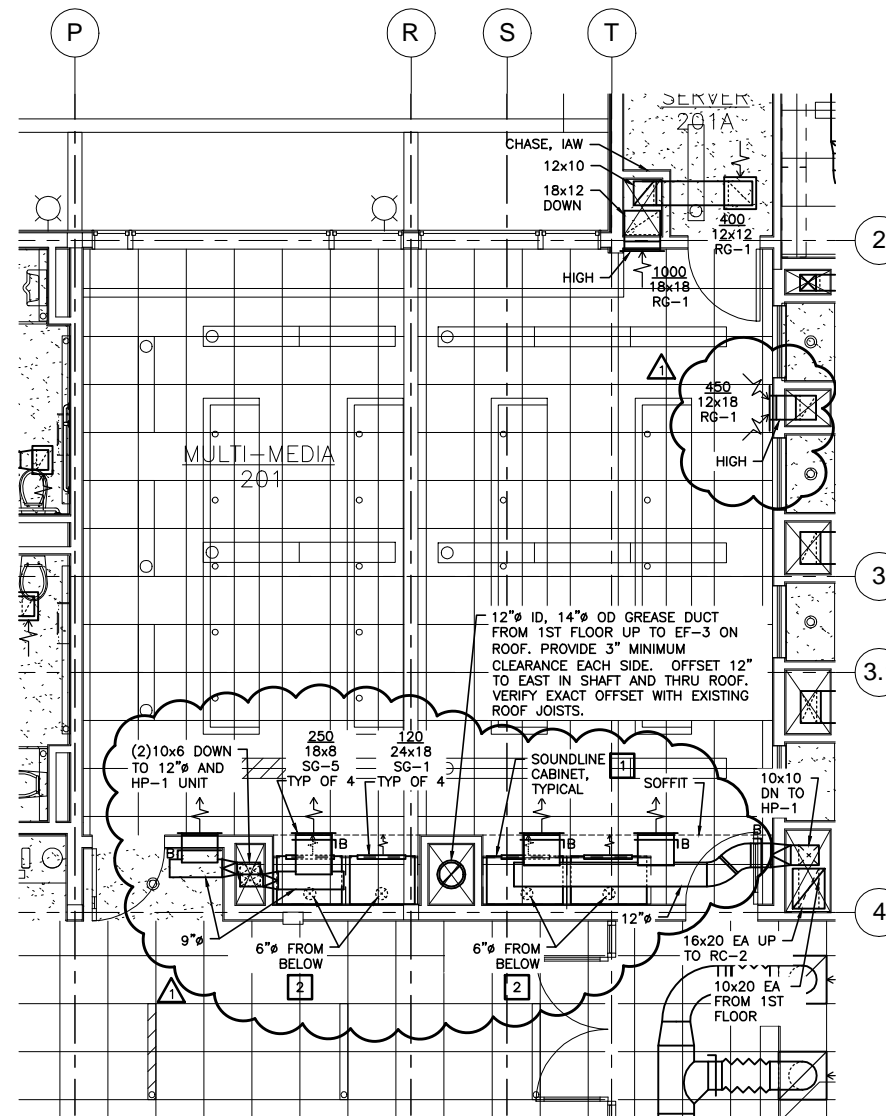 P
R
S
T
SERVER
201A
CHASE, IAW
12x10
18x12
DOWN
400
12x12
RG-1
2
HIGH
1000
18x18
RG-1
1
450
12x18
RG-1
HIGH
MULTI-MEDIA
201
3
12"ø ID, 14"ø OD GREASE DUCT
FROM 1ST FLOOR UP TO EF-3 ON
ROOF. PROVIDE 3" MINIMUM
CLEARANCE EACH SIDE. OFFSET 12"
TO EAST IN SHAFT AND THRU ROOF.
VERIFY EXACT OFFSET WITH EXISTING
ROOF JOISTS.
3.
(2)10x6 DOWN
TO 12"ø AND
HP-1 UNIT
250
18x8
SG-5
TYP OF 4
120
24x18
SG-1
TYP OF 4
SOUNDLINE
CABINET,
TYPICAL
1
SOFFIT
10x10
DN TO
HP-1
B
B
B
B
B
4
9"ø
6"ø FROM
BELOW
2
6"ø FROM
BELOW
2
12"ø
16x20 EA UP
TO RC-2
10x20 EA
FROM 1ST
FLOOR
1